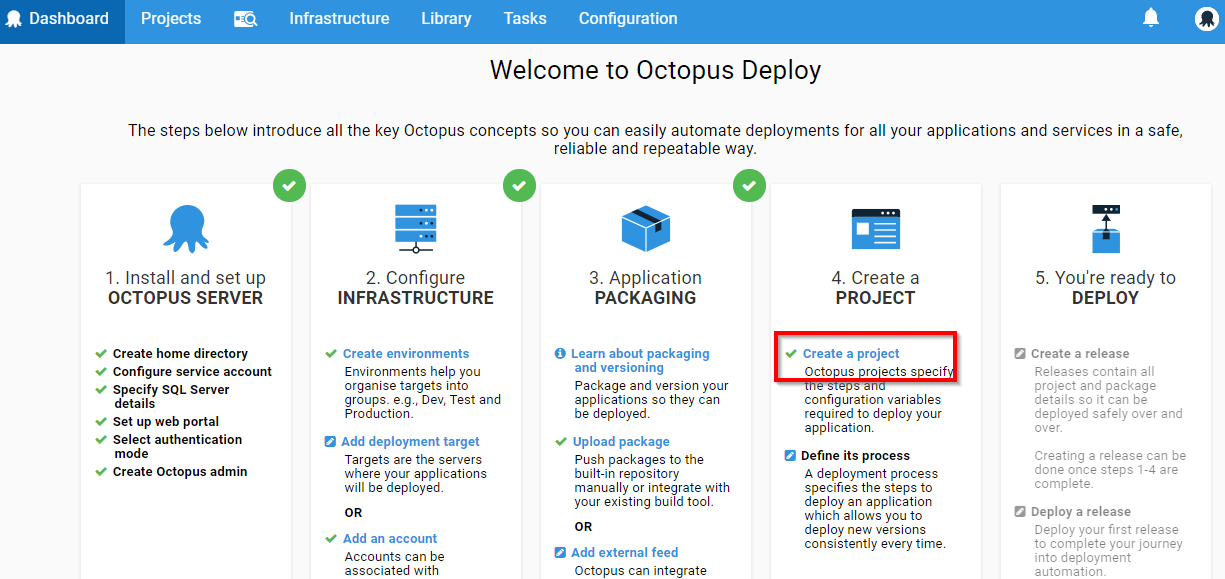 Dashboard
Projects
Infrastructure
Library
Tasks
Configuration
Welcome to Octopus Deploy
The steps below introduce all the key Octopus concepts so you can easily automate deployments for all your applications and services in a safe,
reliable and repeatable way.
1. Install and set up
OCTOPUS SERVER
Create home directory
Configure service account
Specify SQL Server
details
Set up web portal
Select authentication
mode
Create Octopus admin
2. Configure
INFRASTRUCTURE
Create environments
Environments help you
organise targets into
groups. e.g., Dev, Test and
Production.
Add deployment target
Targets are the servers
where your applications
will be deployed.
OR
Add an account
Accounts can be
associated with
3. Application
PACKAGING
Learn about packaging
and versioning
Package and version your
applications so they can
be deployed.
Upload package
Push packages to the
built-in repository
manually or integrate with
your existing build tool.
OR
Add external feed
Octopus can integrate
4. Create a
PROJECT
Create a project
Octopus projects specify
the steps and
configuration variables
required to deploy your
application.
Define its process
A deployment process
specifies the steps to
deploy an application
which allows you to
deploy new versions
consistently every time.
5. You're ready to
DEPLOY
Create a release
Releases contain all
project and package
details so it can be
deployed safely over and
over.
Creating a release can be
done once steps 1-4 are
complete.
Deploy a release
Deploy your first release
to complete your journey
into deployment
automation.